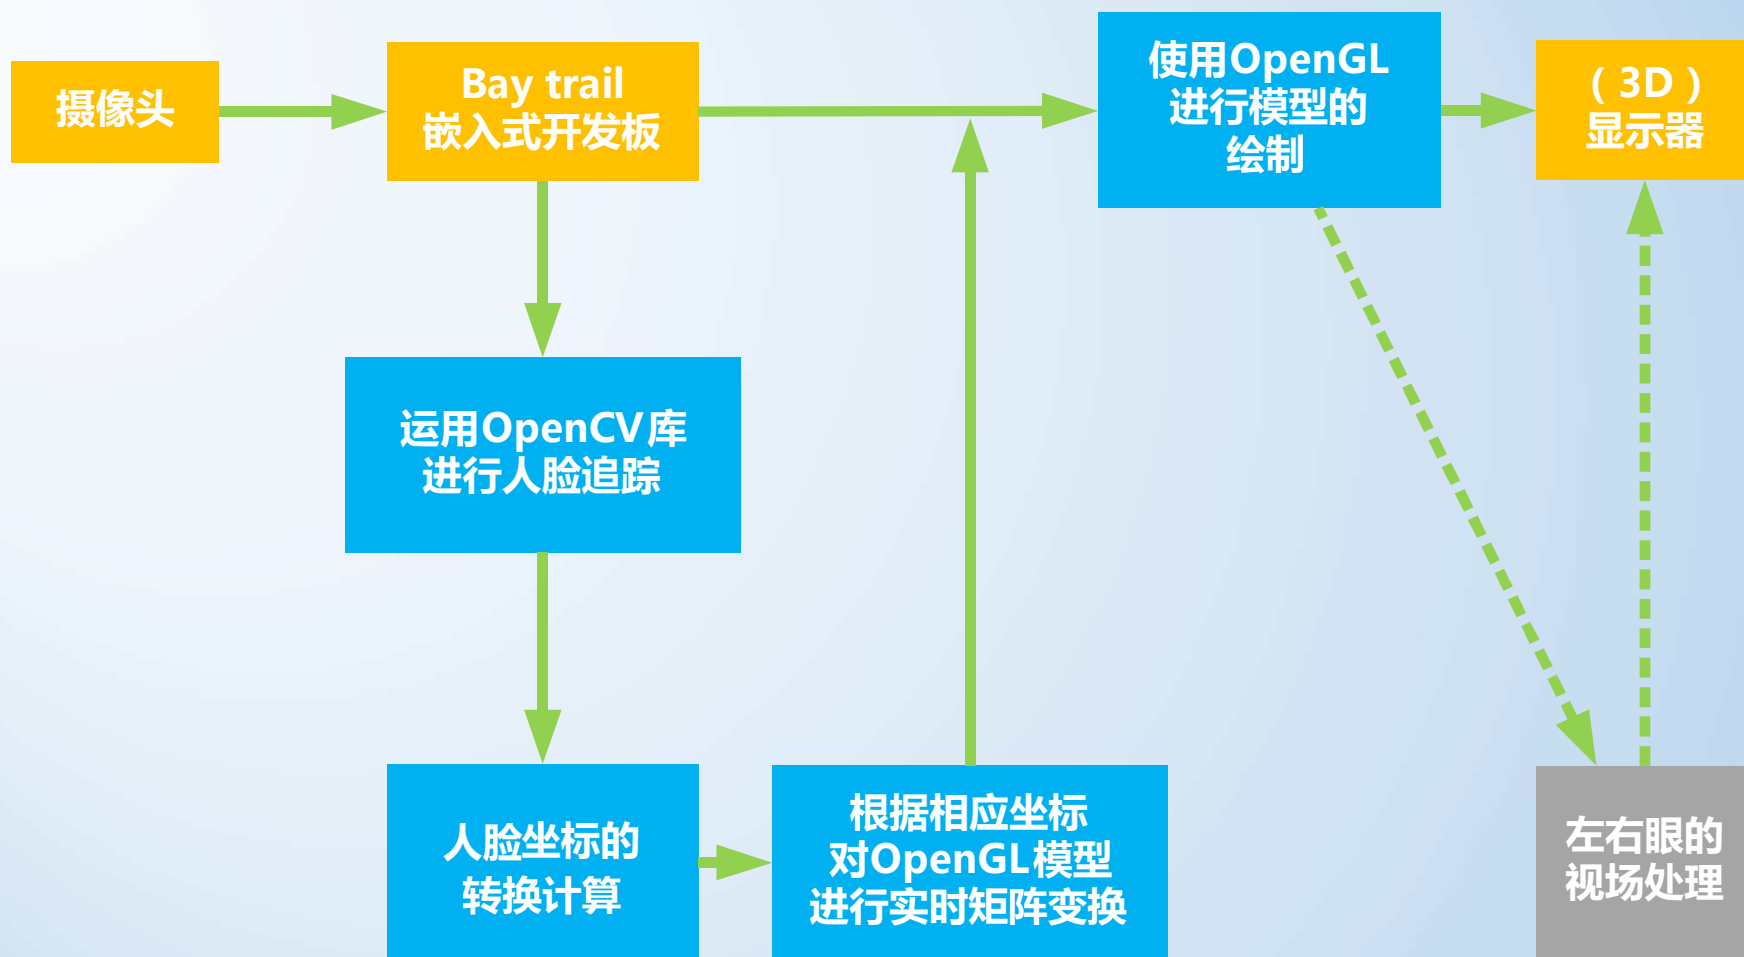 摄像头
Bay trail
嵌入式开发板
使用OpenGL
进行模型的
绘制
（3D）
显示器
运用OpenCV库
进行人脸追踪
人脸坐标的
转换计算
根据相应坐标
对OpenGL模型
进行实时矩阵变换
左右眼的
视场处理